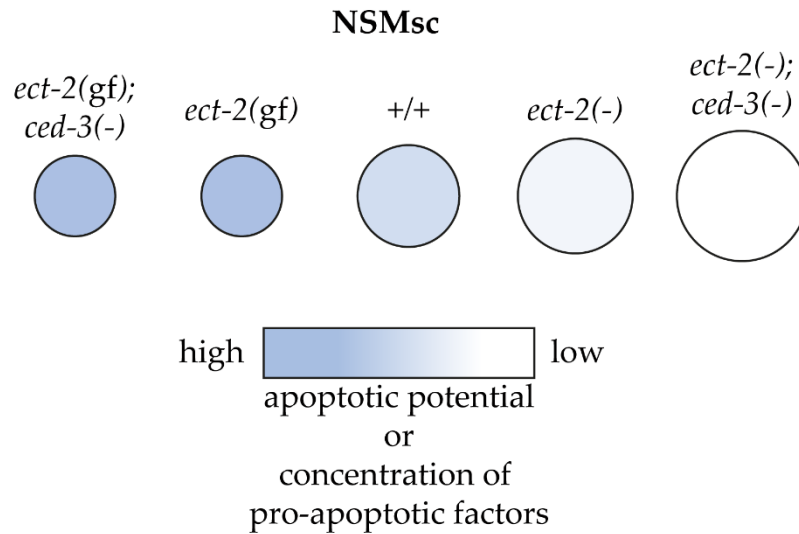 NSMsc
ect-2(gf);
ced-3(-)
ect-2(gf)
+/+
ect-2(-)
ect-2(-);
ced-3(-)
high
low
apoptotic potential
or
concentration of
pro-apoptotic factors